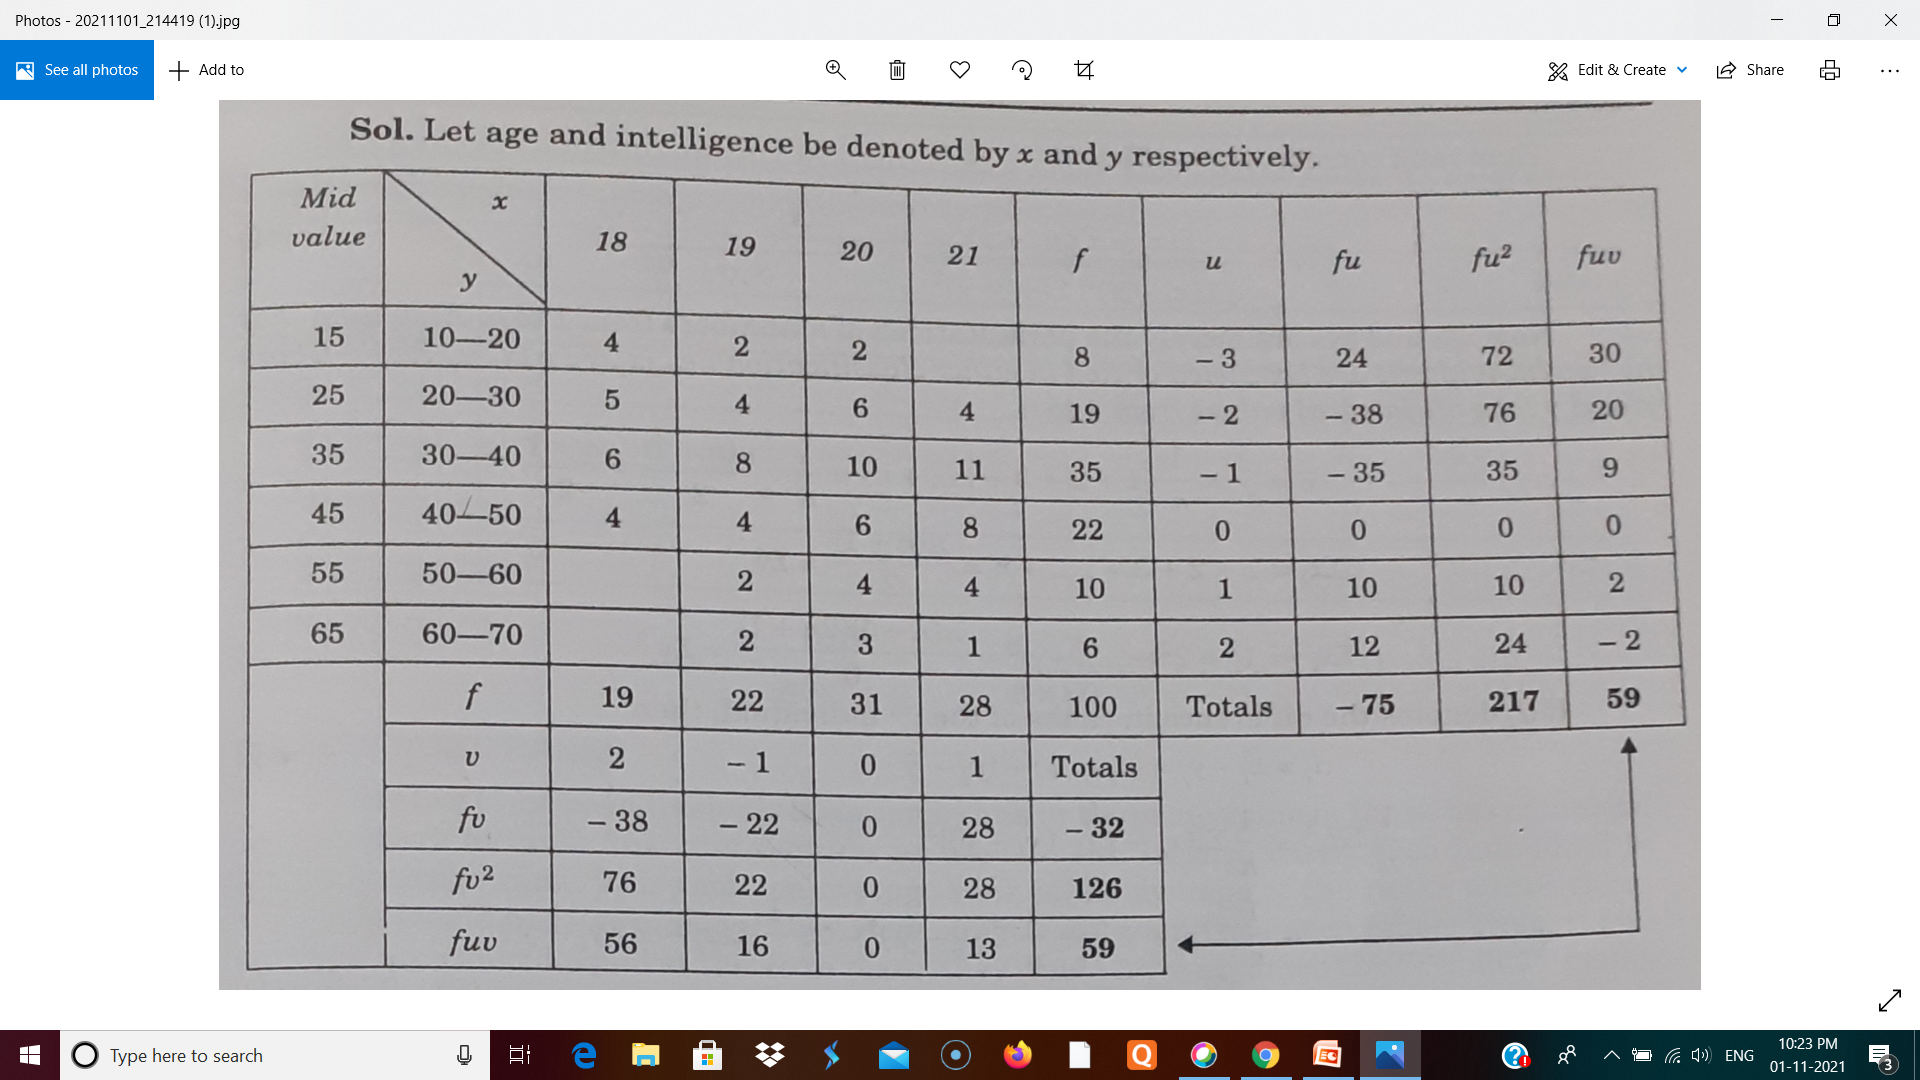 Photos - 20211101_214419 (1).jpg
See all photos
Add to
Edit & Create
Share
Sol. Let age and intelligence be denoted by x and y respectively.
Mid value x y 18 19 20 21 f u fu fu² fuv
15 10—20 4 2 2 8 – 3 24 72 30
25 20—30 5 4 6 4 19 – 2 – 38 76 20
35 30—40 6 8 10 11 35 – 1 – 35 35 9
45 40—50 4 4 6 8 22 0 0 0 0
55 50—60 2 4 4 10 1 10 10 2
65 60—70 2 3 1 6 2 12 24 – 2
f 19 22 31 28 100 Totals – 75 217 59
v 2 – 1 0 1 Totals
fv – 38 – 22 0 28 – 32
fv² 76 22 0 28 126
fuv 56 16 0 13 59
Type here to search
ENG
10:23 PM
01-11-2021
3